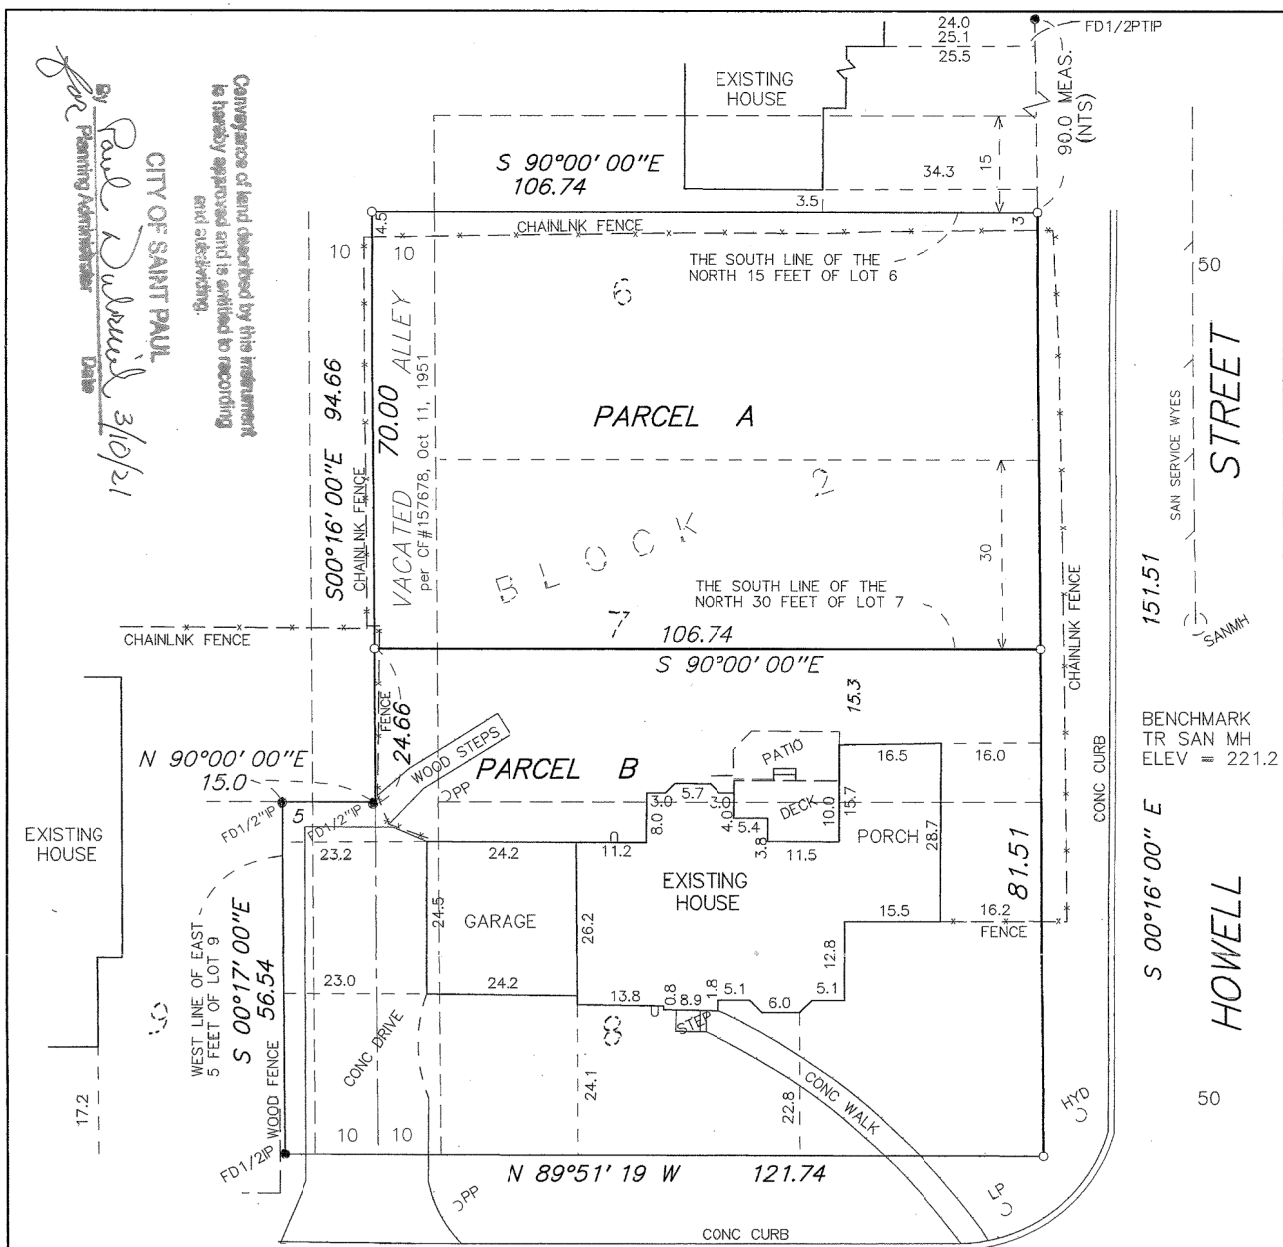 24.0
25.1
25.5
FD1/2PTIP
EXISTING
HOUSE
90.0 MEAS.
(NTS)
Conveyance of land described by this instrument
is hereby approved and is entitled to recording
and subdividing.
CITY OF SAINT PAUL
By Paul Dubruiel 3/10/21
for Planning Administrator Date
S 90°00'00"E
106.74
15
34.3
3.5
4.5
3
CHAINLNK FENCE
10
10
THE SOUTH LINE OF THE
NORTH 15 FEET OF LOT 6
6
50
S00°16'00"E 94.66
CHAINLNK FENCE
70.00
VACATED ALLEY
per CF#157678, Oct 11, 1951
PARCEL A
2
BLOCK
30
THE SOUTH LINE OF THE
NORTH 30 FEET OF LOT 7
7
106.74
S 90°00'00"E
CHAINLNK FENCE
CHAINLNK FENCE
SAN SERVICE WYES
STREET
151.51
SANMH
BENCHMARK
TR SAN MH
ELEV = 221.2
CONC CURB
S 00°16'00" E
HOWELL
50
FENCE
24.66
WOOD STEPS
PP
N 90°00'00"E
15.0
PARCEL B
15.3
PATIO
16.5
16.0
3.0
5.7
3.0
8.0
4.0
5.4
DECK
10.0
15.7
3.8
11.5
PORCH
28.7
81.51
FD1/2"IP
5
FD1/2"IP
EXISTING
HOUSE
23.2
24.2
11.2
EXISTING
HOUSE
24.5
GARAGE
26.2
15.5
16.2
FENCE
12.8
WEST LINE OF EAST
5 FEET OF LOT 9
S 00°17'00"E
56.54
WOOD FENCE
9
23.0
24.2
13.8
0.8
8.9
1.8
5.1
6.0
5.1
STEP
8
CONC DRIVE
24.1
22.8
CONC WALK
HYD
17.2
10
10
FD1/2IP
N 89°51'19 W 121.74
PP
LP
CONC CURB